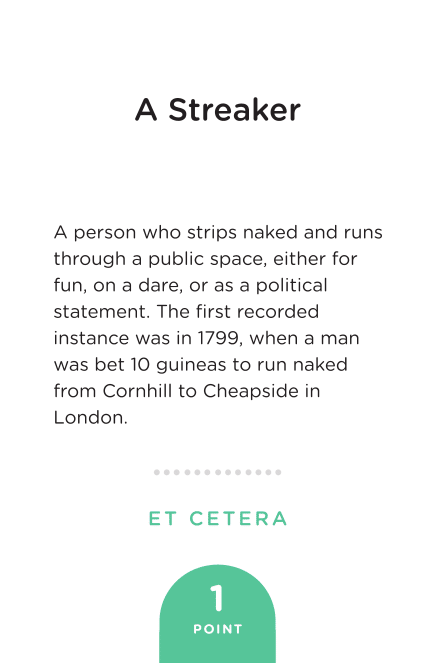 A Streaker
A person who strips naked and runs
through a public space, either for
fun, on a dare, or as a political
statement. The first recorded
instance was in 1799, when a man
was bet 10 guineas to run naked
from Cornhill to Cheapside in
London.
ET CETERA
1
POINT